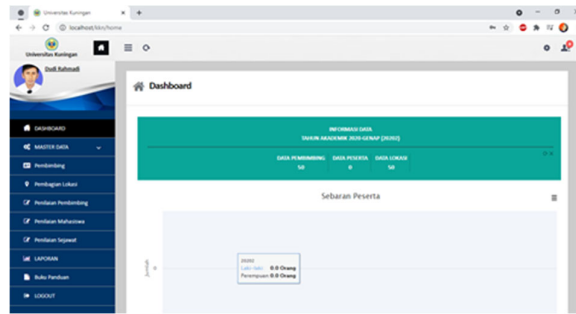 Universitas Kuningan
localhost/kkn/home
Universitas Kuningan
Dudi Rahmadi
Dashboard
DASHBOARD
MASTER DATA
Pembimbing
Pembagian Lokasi
Penilaian Pembimbing
Penilaian Mahasiswa
Penilaian Sejawat
LAPORAN
Buku Panduan
LOGOUT
INFORMASI DATA
TAHUN AKADEMIK 2020-GENAP (20202)
DATA PEMBIMBING DATA PESERTA DATA LOKASI
50 0 50
Sebaran Peserta
Jumlah
0
20202
Laki-laki: 0.0 Orang
Perempuan: 0.0 Orang